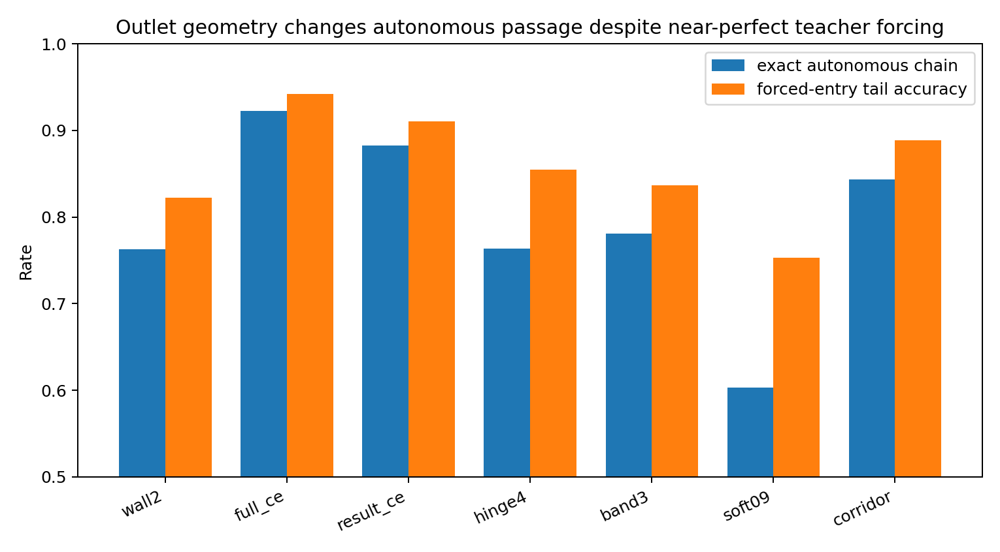 Outlet geometry changes autonomous passage despite near-perfect teacher forcing
exact autonomous chain
forced-entry tail accuracy
Rate
1.0
0.9
0.8
0.7
0.6
0.5
wall2
full_ce
result_ce
hinge4
band3
soft09
corridor